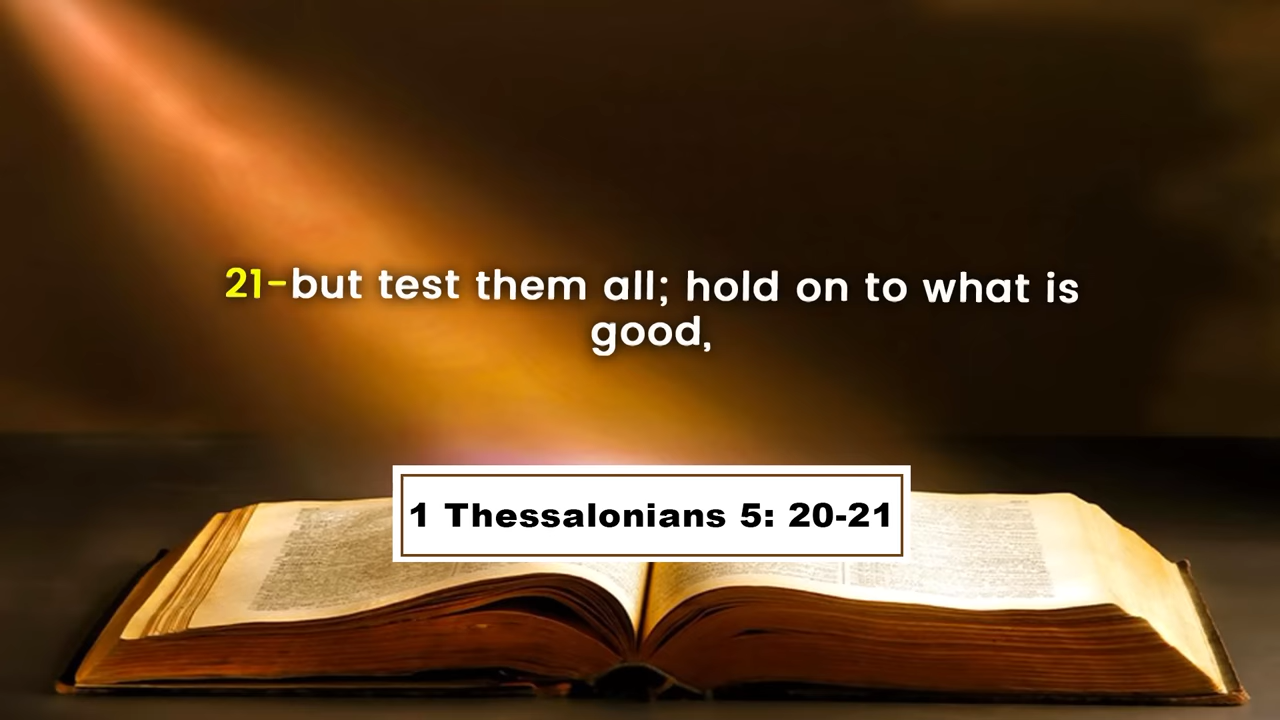 21-but test them all; hold on to what is
good,
1 Thessalonians 5: 20-21